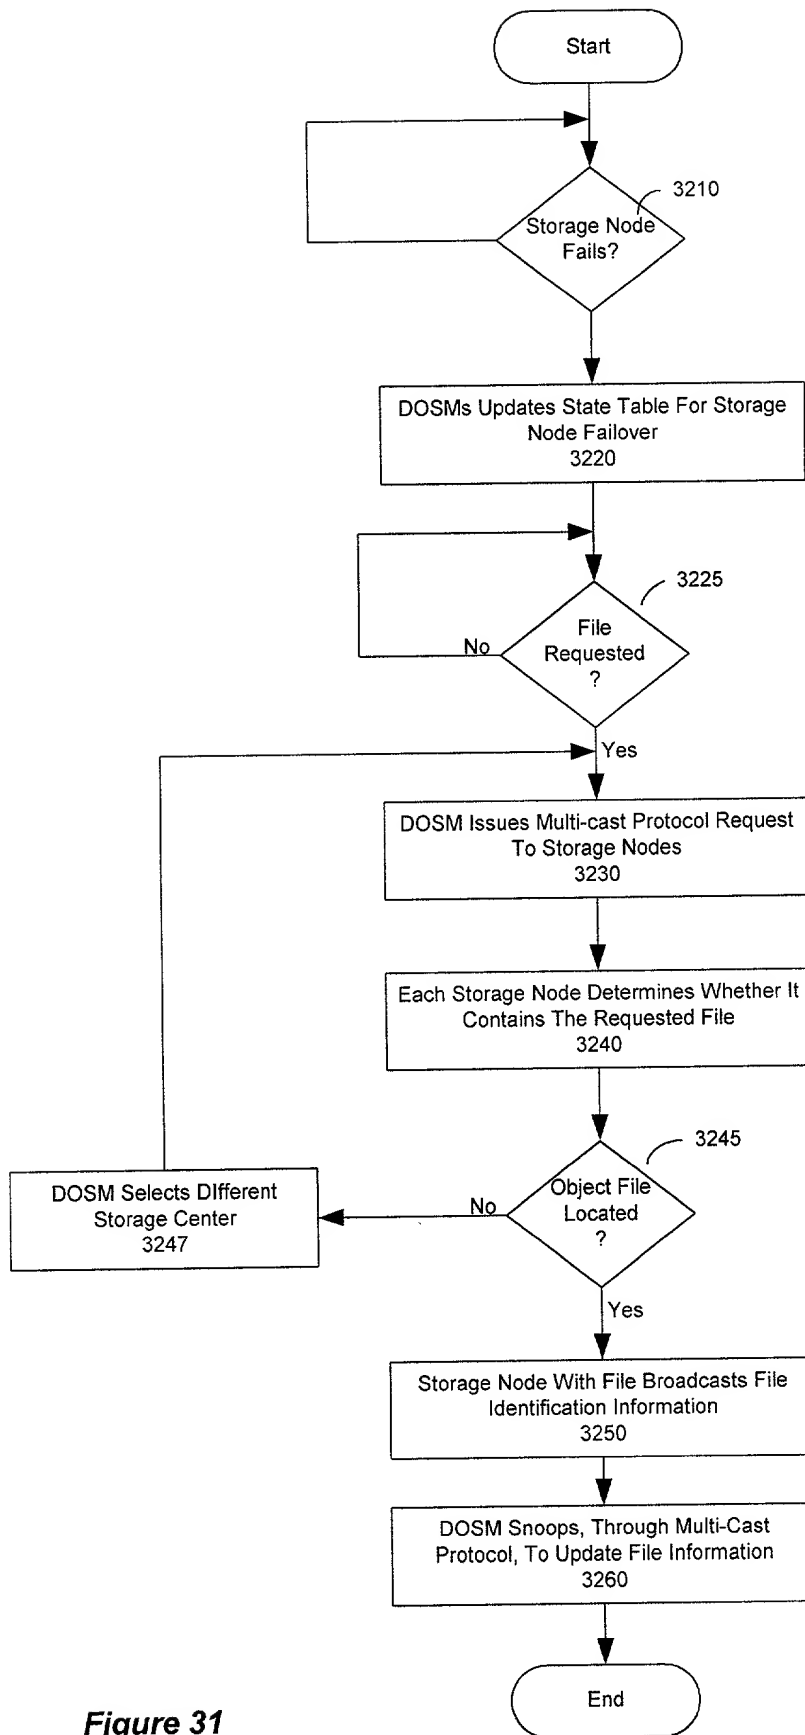 Start
3210
Storage Node
Fails?
DOSMs Updates State Table For Storage
Node Failover
3220
3225
File
Requested
?
No
Yes
DOSM Issues Multi-cast Protocol Request
To Storage Nodes
3230
Each Storage Node Determines Whether It
Contains The Requested File
3240
3245
Object File
Located
?
No
DOSM Selects DIfferent
Storage Center
3247
Yes
Storage Node With File Broadcasts File
Identification Information
3250
DOSM Snoops, Through Multi-Cast
Protocol, To Update File Information
3260
End
Figure 31